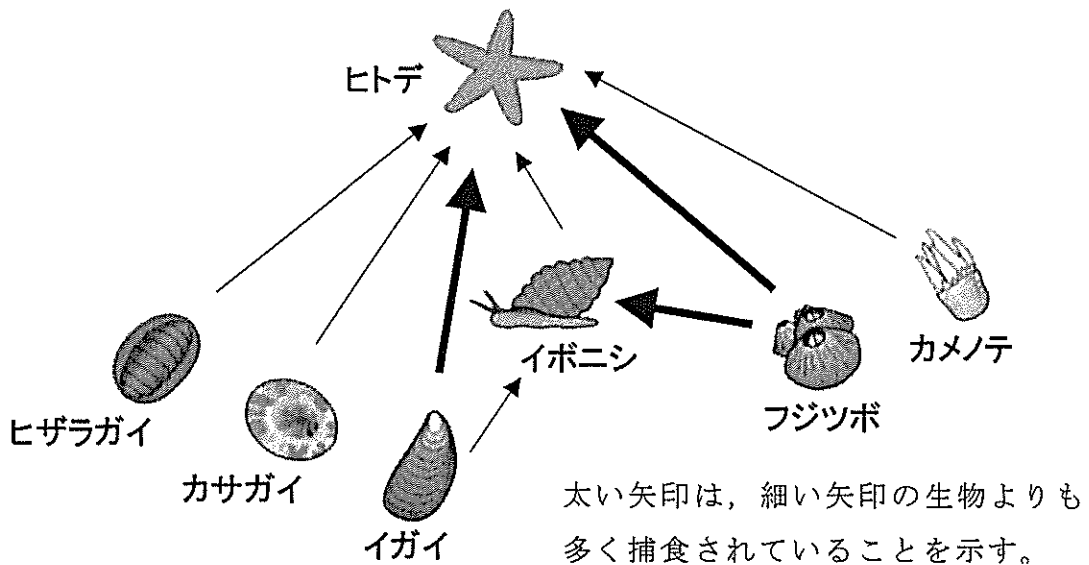 ヒトデ
イボニシ
カメノテ
フジツボ
ヒザラガイ
カサガイ
イガイ
太い矢印は，細い矢印の生物よりも
多く捕食されていることを示す。